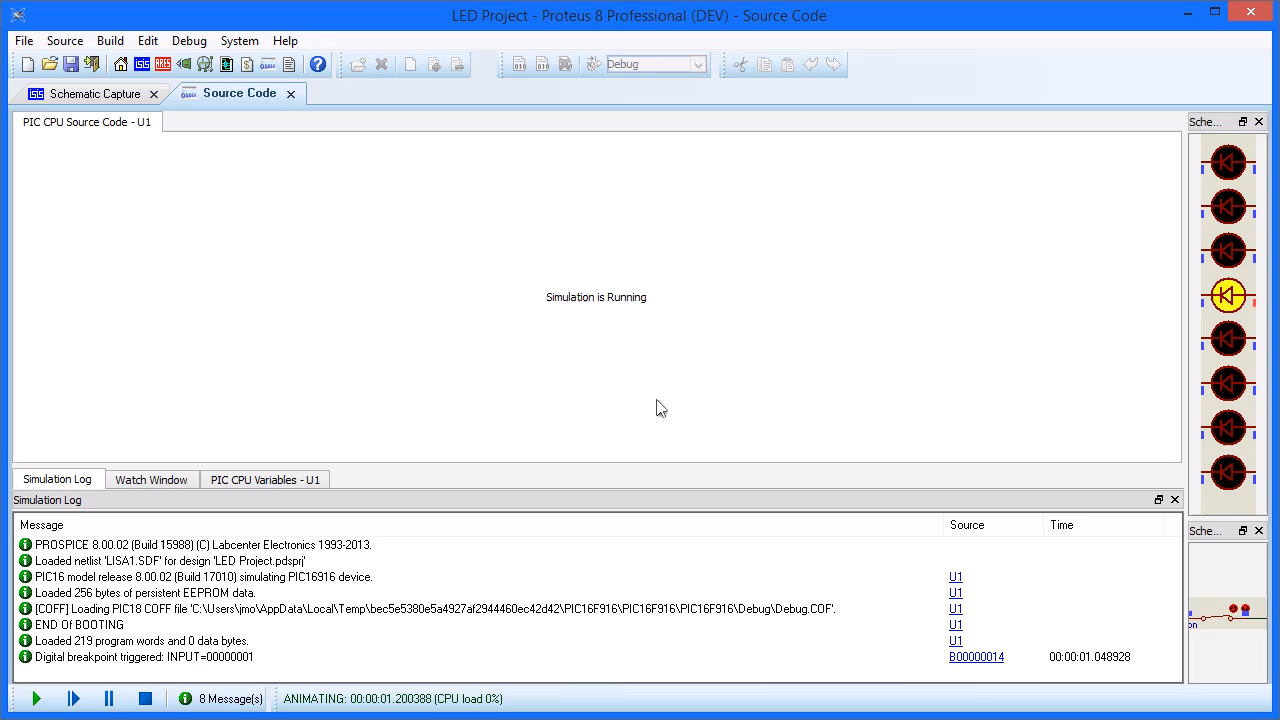 LED Project - Proteus 8 Professional (DEV) - Source Code
File Source Build Edit Debug System Help
Debug
Schematic Capture Source Code
PIC CPU Source Code - U1
Sche...
Simulation is Running
Simulation Log Watch Window PIC CPU Variables - U1
Simulation Log
Sche...
Message Source Time
PROSPICE 8.00.02 (Build 15988) (C) Labcenter Electronics 1993-2013.
Loaded netlist 'LISA1.SDF' for design 'LED Project.pdsprj'
PIC16 model release 8.00.02 (Build 17010) simulating PIC16916 device. U1
Loaded 256 bytes of persistent EEPROM data. U1
[COFF] Loading PIC18 COFF file 'C:\Users\jmo\AppData\Local\Temp\bec5e5380e5a4927af2944460ec42d42\PIC16F916\PIC16F916\PIC16F916\Debug\Debug.COF'. U1
END Of BOOTING U1
Loaded 219 program words and 0 data bytes. U1
Digital breakpoint triggered: INPUT=00000001 B00000014 00:00:01.048928
8 Message(s) ANIMATING: 00:00:01.200388 (CPU load 0%)